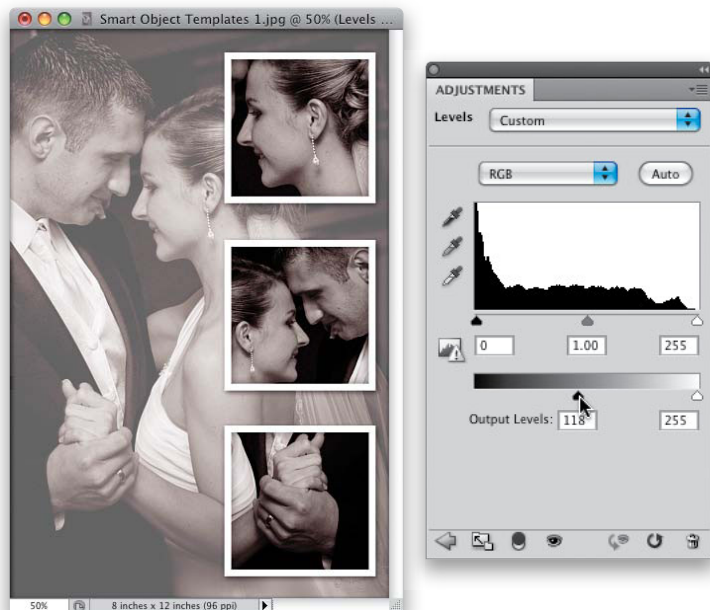 Smart Object Templates 1.jpg @ 50% (Levels ...
50%
8 inches x 12 inches (96 ppi)
ADJUSTMENTS
Levels
Custom
RGB
Auto
0
1.00
255
Output Levels:
118
255